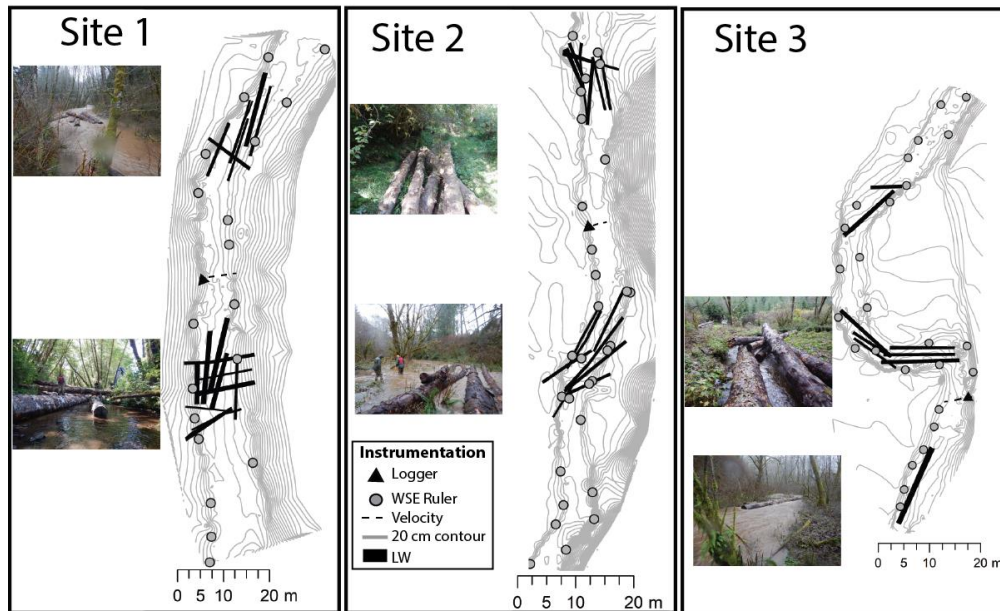 Site 1
Site 2
Site 3
Instrumentation
Logger
WSE Ruler
Velocity
20 cm contour
LW
0 5 10 20 m
0 5 10 20 m
0 5 10 20 m